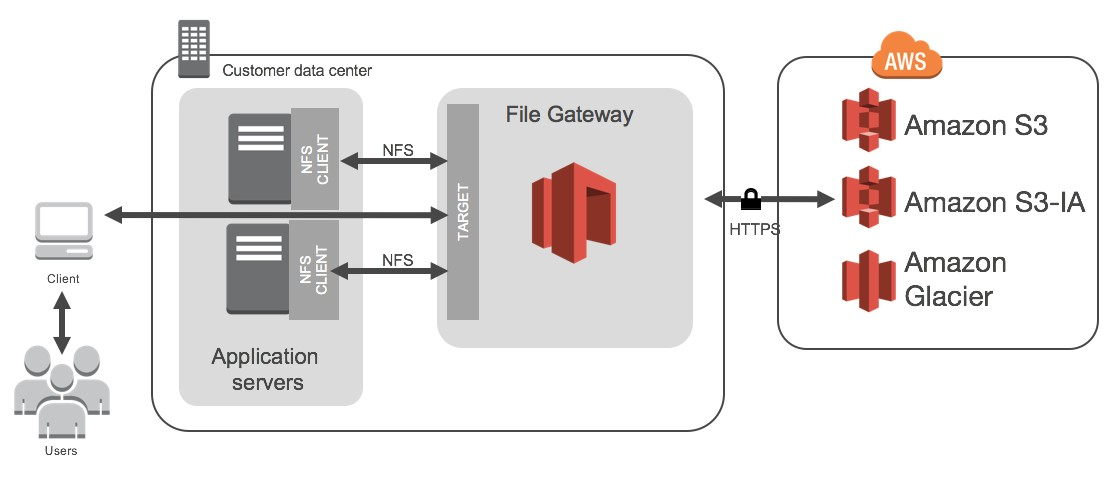 Customer data center
AWS
File Gateway
Amazon S3
NFS CLIENT
NFS
TARGET
Amazon S3-IA
HTTPS
NFS CLIENT
NFS
Client
Amazon
Glacier
Application
servers
Users